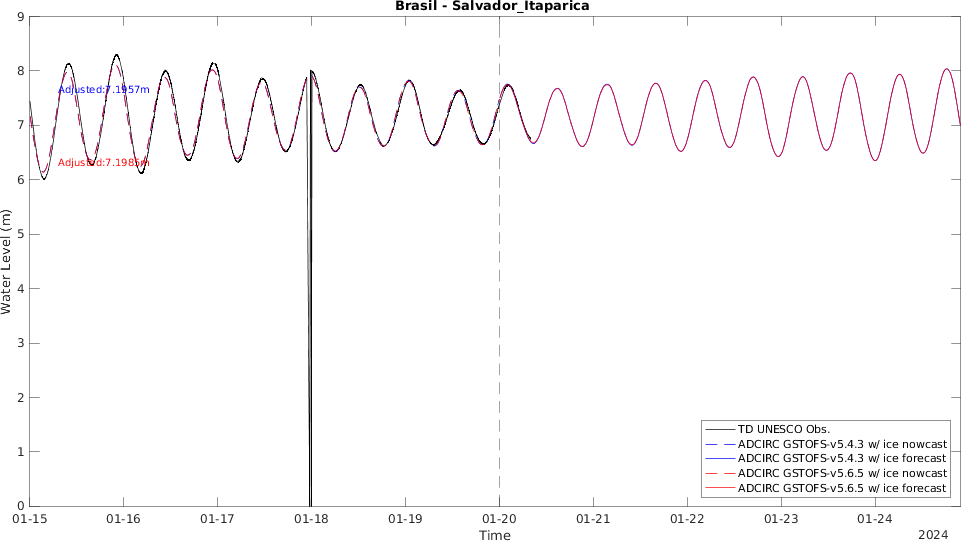 Brasil - Salvador_Itaparica
9
8
7
6
5
4
3
2
1
0
Water Level (m)
Adjusted:7.1957m
Adjusted:7.1985m
TD UNESCO Obs.
ADCIRC GSTOFS-v5.4.3 w/ ice nowcast
ADCIRC GSTOFS-v5.4.3 w/ ice forecast
ADCIRC GSTOFS-v5.6.5 w/ ice nowcast
ADCIRC GSTOFS-v5.6.5 w/ ice forecast
01-15 01-16 01-17 01-18 01-19 01-20 01-21 01-22 01-23 01-24
Time
2024